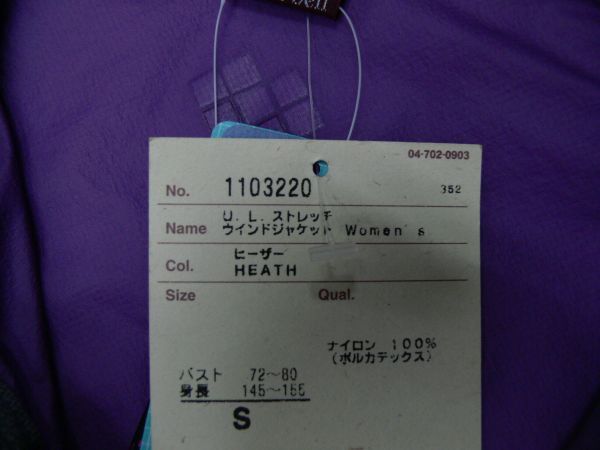 04-702-0903
No. 1103220 352
Name U. L. ストレッチ
ウインドジャケット Women's
Col. ヒーザー
HEATH
Size Qual.
ナイロン 100%
(ポルカテックス)
バスト 72~80
身長 145~155
S